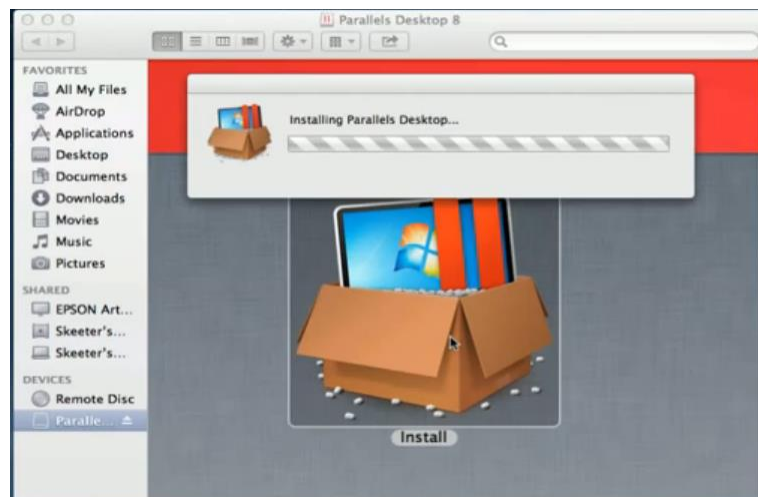 Parallels Desktop 8
FAVORITES
All My Files
AirDrop
Applications
Desktop
Documents
Downloads
Movies
Music
Pictures
SHARED
EPSON Art...
Skeeter's...
Skeeter's...
DEVICES
Remote Disc
Paralle...
Installing Parallels Desktop...
Install